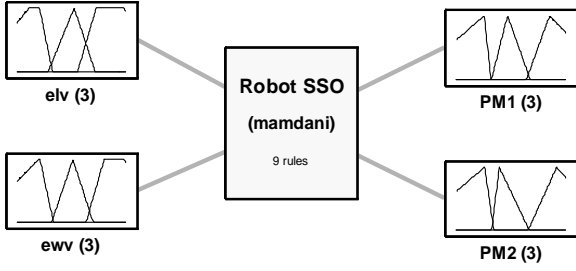 elv (3)
ewv (3)
Robot SSO
(mamdani)
9 rules
PM1 (3)
PM2 (3)